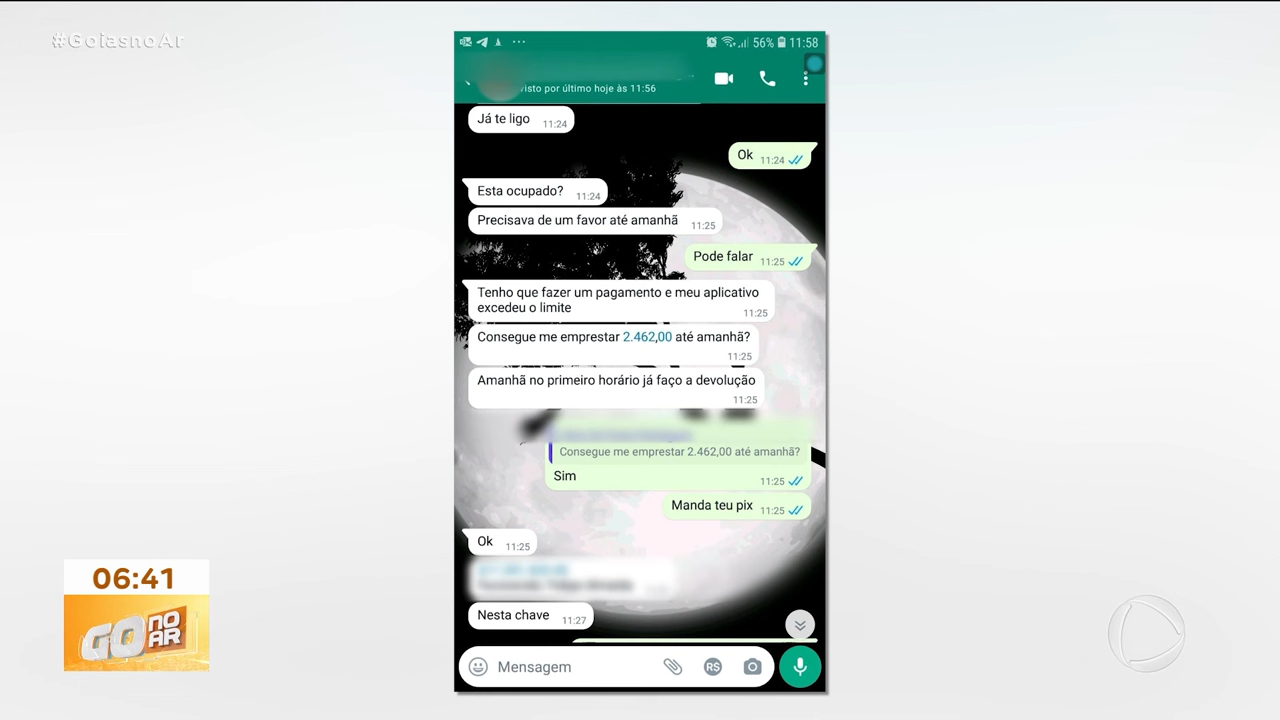 #GoiásnoAr
56% 11:58
visto por último hoje às 11:56
Já te ligo 11:24
Ok 11:24
Esta ocupado? 11:24
Precisava de um favor até amanhã 11:25
Pode falar 11:25
Tenho que fazer um pagamento e meu aplicativo
excedeu o limite
11:25
Consegue me emprestar 2.462,00 até amanhã?
11:25
Amanhã no primeiro horário já faço a devolução
11:25
Consegue me emprestar 2.462,00 até amanhã?
Sim 11:25
Manda teu pix 11:25
Ok 11:25
Nesta chave 11:27
Mensagem R$
06:41
GO NO AR